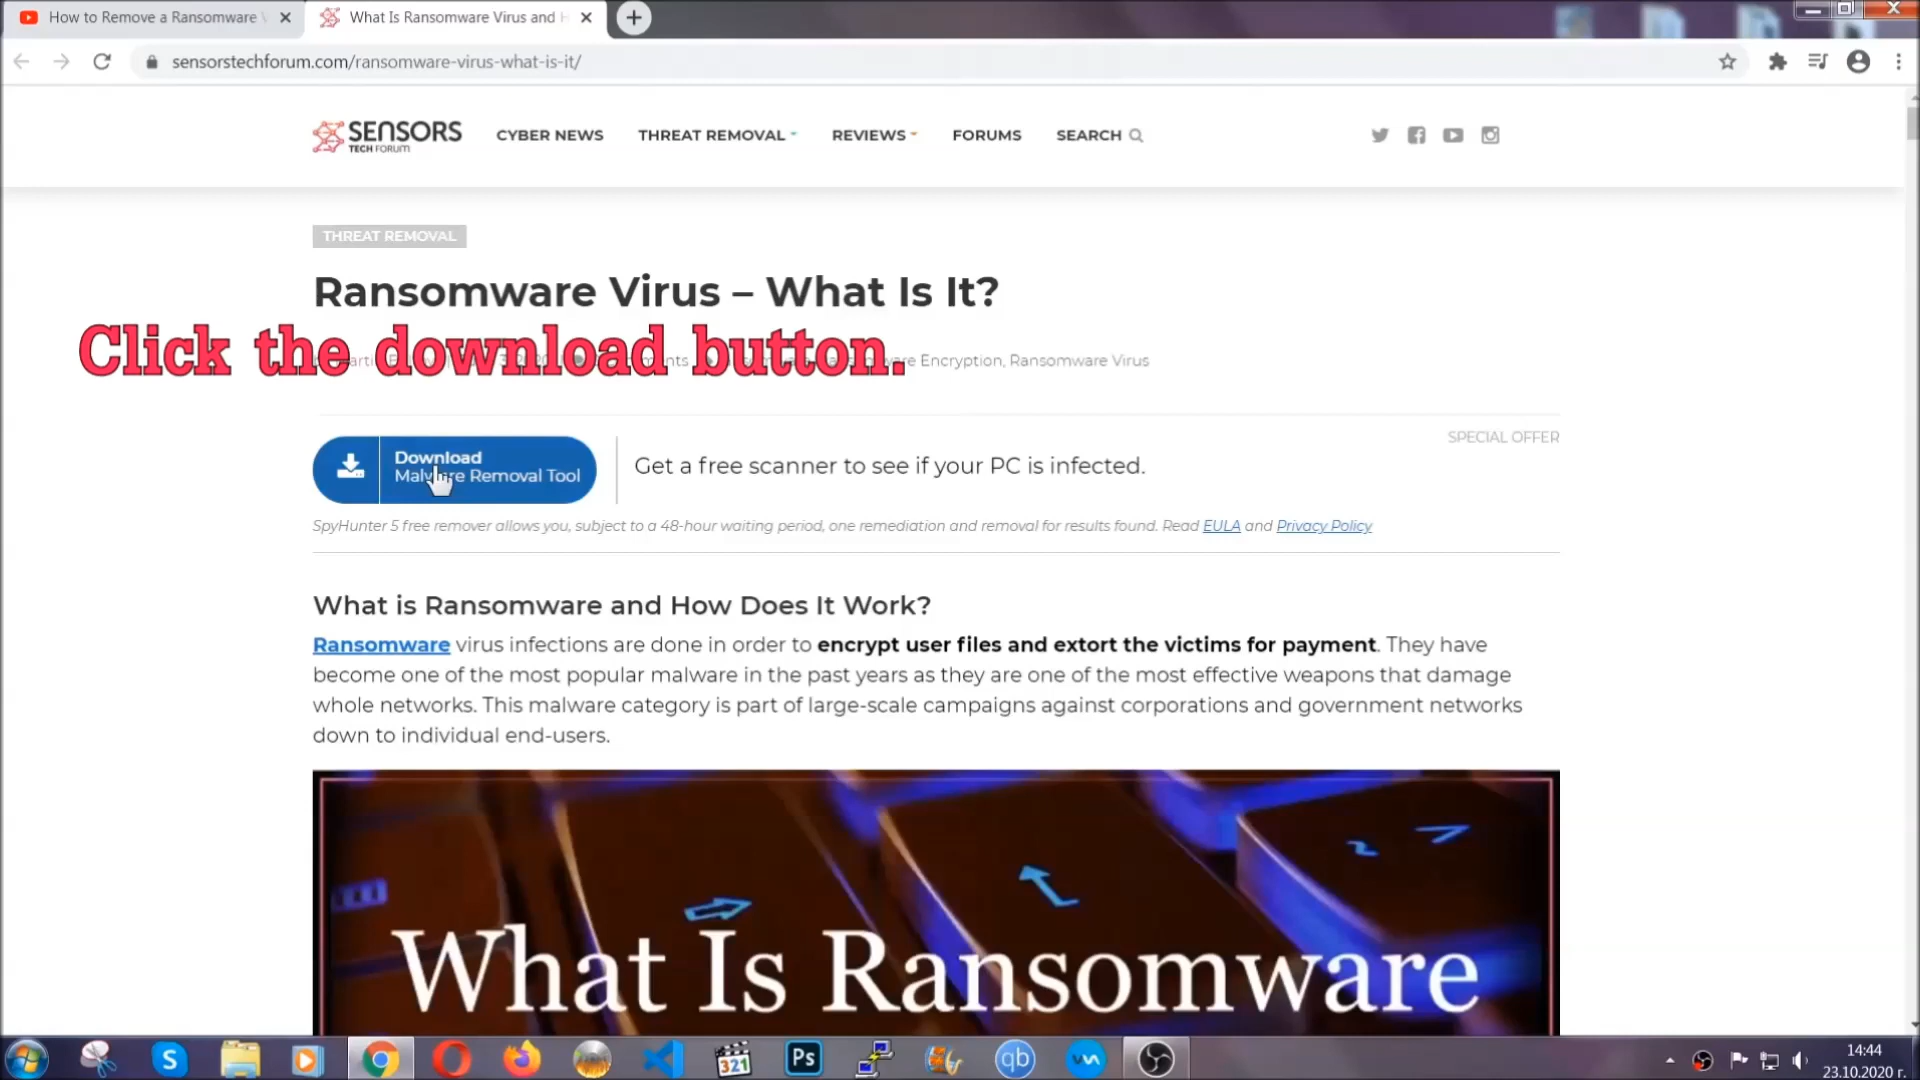 How to Remove a Ransomware
What Is Ransomware Virus and
sensorstechforum.com/ransomware-virus-what-is-it/
SENSORS
TECH FORUM
CYBER NEWS
THREAT REMOVAL
REVIEWS
FORUMS
SEARCH
THREAT REMOVAL
Ransomware Virus – What Is It?
Click the download button.
Encryption, Ransomware Virus
SPECIAL OFFER
Download
Malware Removal Tool
Get a free scanner to see if your PC is infected.
SpyHunter 5 free remover allows you, subject to a 48-hour waiting period, one remediation and removal for results found. Read EULA and Privacy Policy
What is Ransomware and How Does It Work?
Ransomware virus infections are done in order to encrypt user files and extort the victims for payment. They have
become one of the most popular malware in the past years as they are one of the most effective weapons that damage
whole networks. This malware category is part of large-scale campaigns against corporations and government networks
down to individual end-users.
What Is Ransomware
S
321
Ps
qb
14:44
23.10.2020 г.